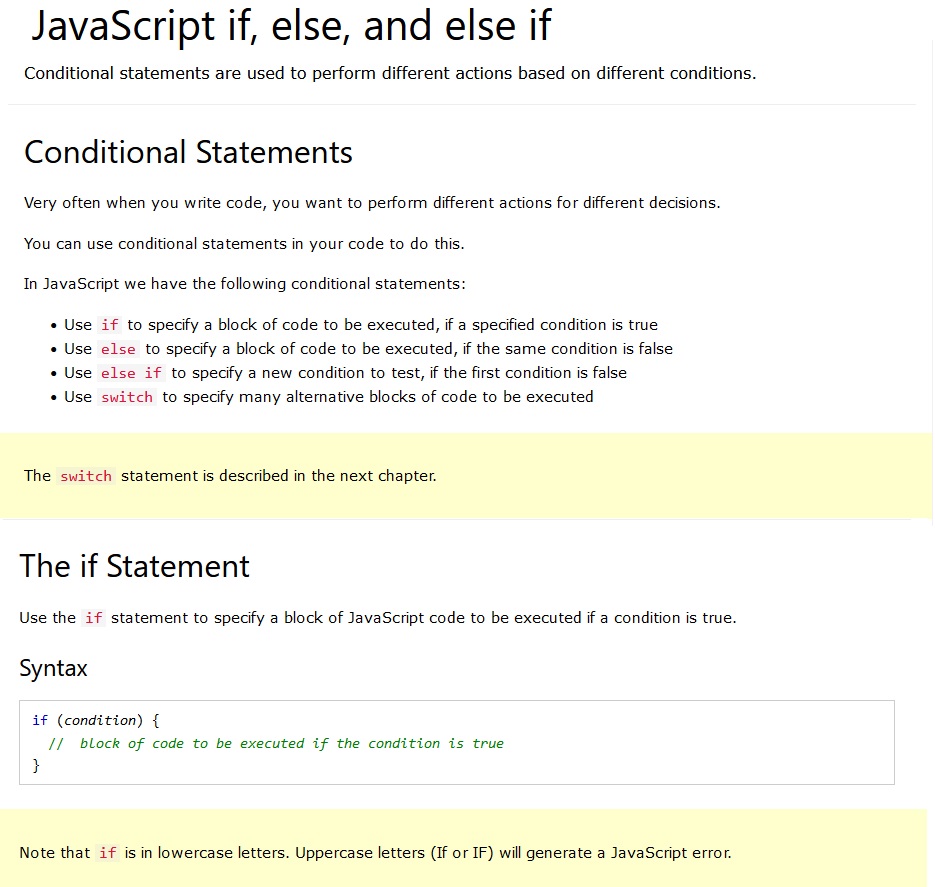 JavaScript if, else, and else if
Conditional statements are used to perform different actions based on different conditions.
Conditional Statements
Very often when you write code, you want to perform different actions for different decisions.
You can use conditional statements in your code to do this.
In JavaScript we have the following conditional statements:
• Use if to specify a block of code to be executed, if a specified condition is true
• Use else to specify a block of code to be executed, if the same condition is false
• Use else if to specify a new condition to test, if the first condition is false
• Use switch to specify many alternative blocks of code to be executed
The switch statement is described in the next chapter.
The if Statement
Use the if statement to specify a block of JavaScript code to be executed if a condition is true.
Syntax
if (condition) {
  //  block of code to be executed if the condition is true
}
Note that if is in lowercase letters. Uppercase letters (If or IF) will generate a JavaScript error.